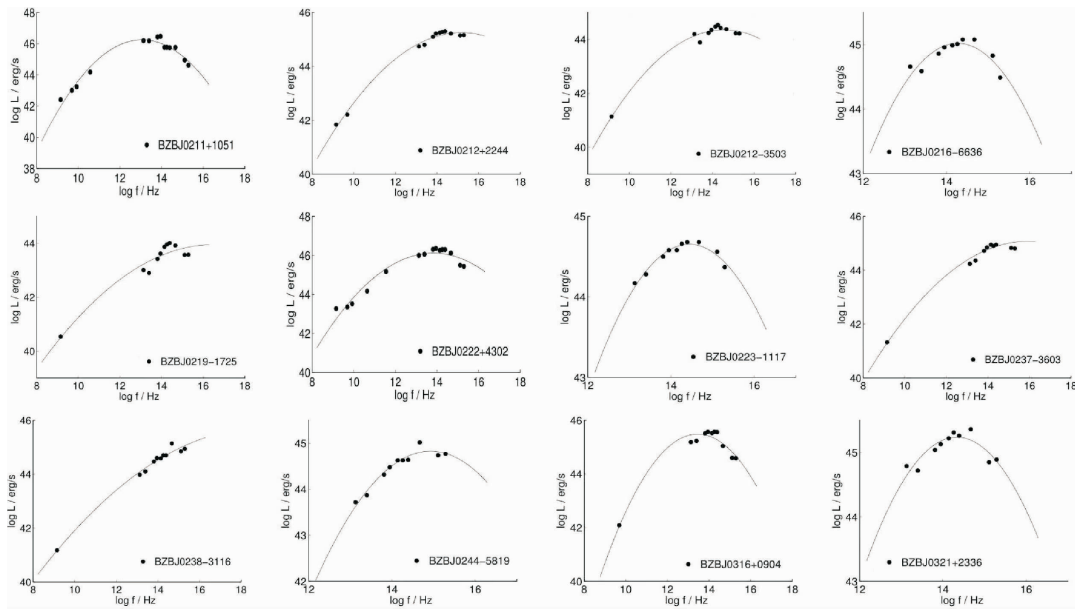 log L / erg/s
48
46
44
42
40
38
BZBJ0211+1051
8 10 12 14 16 18
log f / Hz
log L / erg/s
46
44
42
40
BZBJ0212+2244
8 10 12 14 16 18
log f / Hz
log L / erg/s
44
42
40
BZBJ0212−3503
8 10 12 14 16 18
log f / Hz
log L / erg/s
45
44
43
BZBJ0216−6636
12 14 16
log f / Hz
log L / erg/s
44
42
40
BZBJ0219−1725
8 10 12 14 16 18
log f / Hz
log L / erg/s
48
46
44
42
40
BZBJ0222+4302
8 10 12 14 16 18
log f / Hz
log L / erg/s
45
44
43
BZBJ0223−1117
12 14 16
log f / Hz
log L / erg/s
46
44
42
40
BZBJ0237−3603
8 10 12 14 16 18
log f / Hz
log L / erg/s
46
44
42
40
BZBJ0238−3116
8 10 12 14 16 18
log f / Hz
log L / erg/s
45
44
43
42
BZBJ0244−5819
12 14 16
log f / Hz
log L / erg/s
46
44
42
40
BZBJ0316+0904
10 12 14 16 18
log f / Hz
log L / erg/s
45
44
43
BZBJ0321+2336
12 14 16
log f / Hz